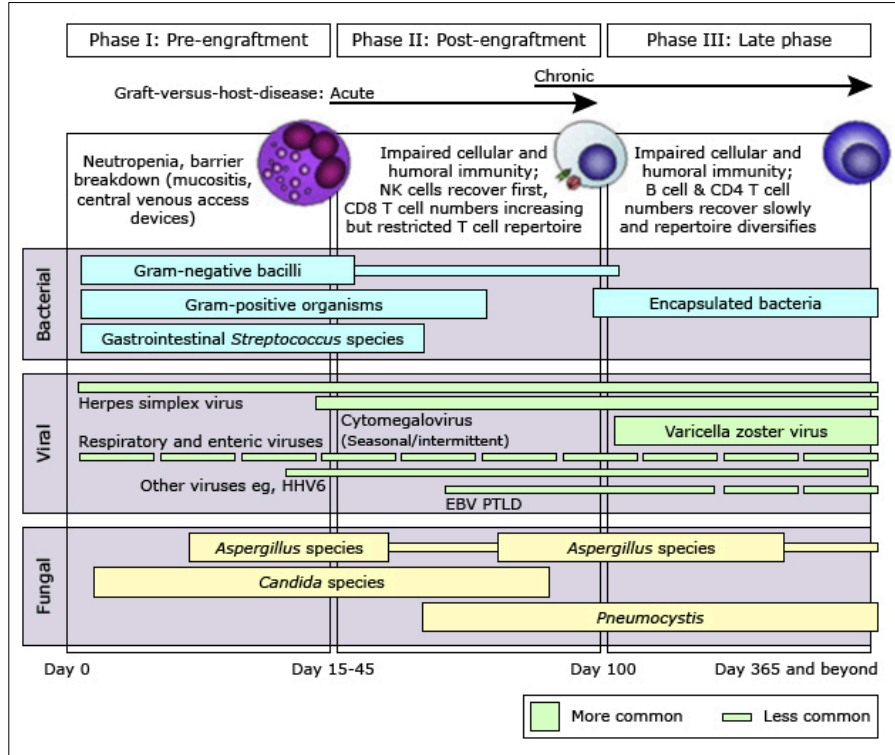 Phase I: Pre-engraftment
Phase II: Post-engraftment
Phase III: Late phase
Chronic
Graft-versus-host-disease: Acute
Neutropenia, barrier
breakdown (mucositis,
central venous access
devices)
Impaired cellular and
humoral immunity;
NK cells recover first,
CD8 T cell numbers increasing
but restricted T cell repertoire
Impaired cellular and
humoral immunity;
B cell & CD4 T cell
numbers recover slowly
and repertoire diversifies
Bacterial
Gram-negative bacilli
Gram-positive organisms
Encapsulated bacteria
Gastrointestinal Streptococcus species
Viral
Herpes simplex virus
Cytomegalovirus
(Seasonal/intermittent)
Varicella zoster virus
Respiratory and enteric viruses
Other viruses eg, HHV6
EBV PTLD
Fungal
Aspergillus species
Aspergillus species
Candida species
Pneumocystis
Day 0
Day 15-45
Day 100
Day 365 and beyond
More common
Less common